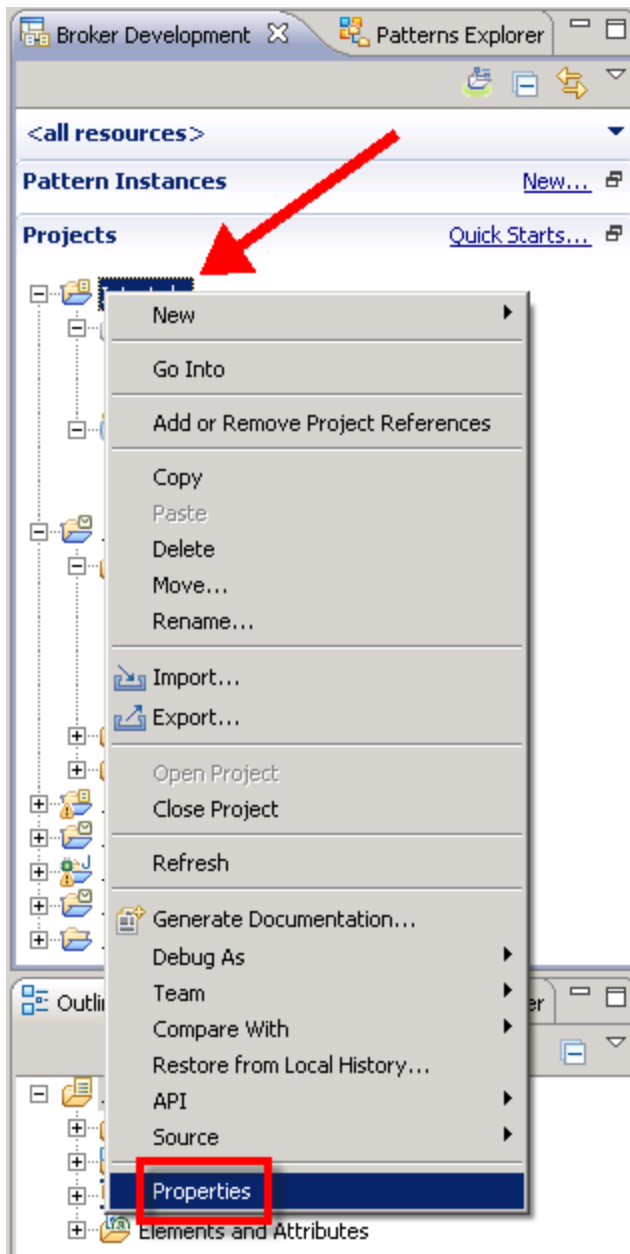 Broker Development Patterns Explorer
<all resources>
Pattern Instances New...
Projects Quick Starts...
New
Go Into
Add or Remove Project References
Copy
Paste
Delete
Move...
Rename...
Import...
Export...
Open Project
Close Project
Refresh
Generate Documentation...
Debug As
Team
Compare With
Restore from Local History...
API
Source
Properties
Elements and Attributes